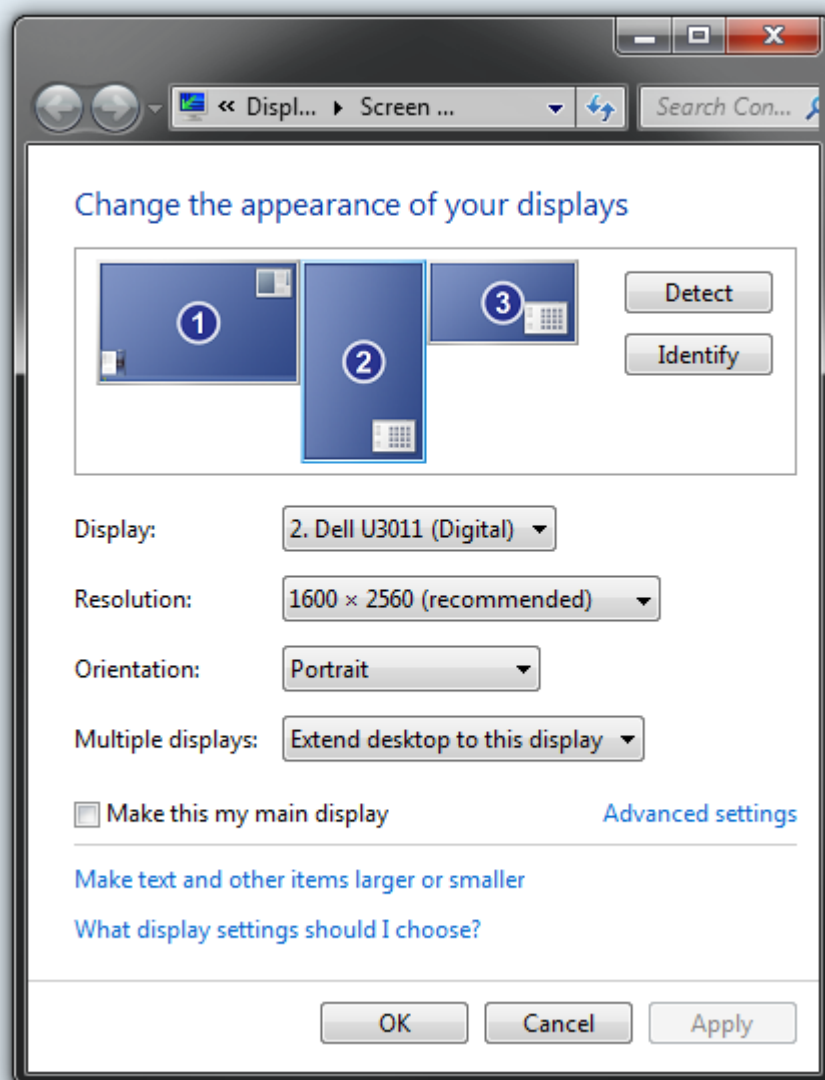 « Displ... Screen ... Search Con...
Change the appearance of your displays
1 2 3
Detect
Identify
Display: 2. Dell U3011 (Digital)
Resolution: 1600 × 2560 (recommended)
Orientation: Portrait
Multiple displays: Extend desktop to this display
Make this my main display Advanced settings
Make text and other items larger or smaller
What display settings should I choose?
OK Cancel Apply